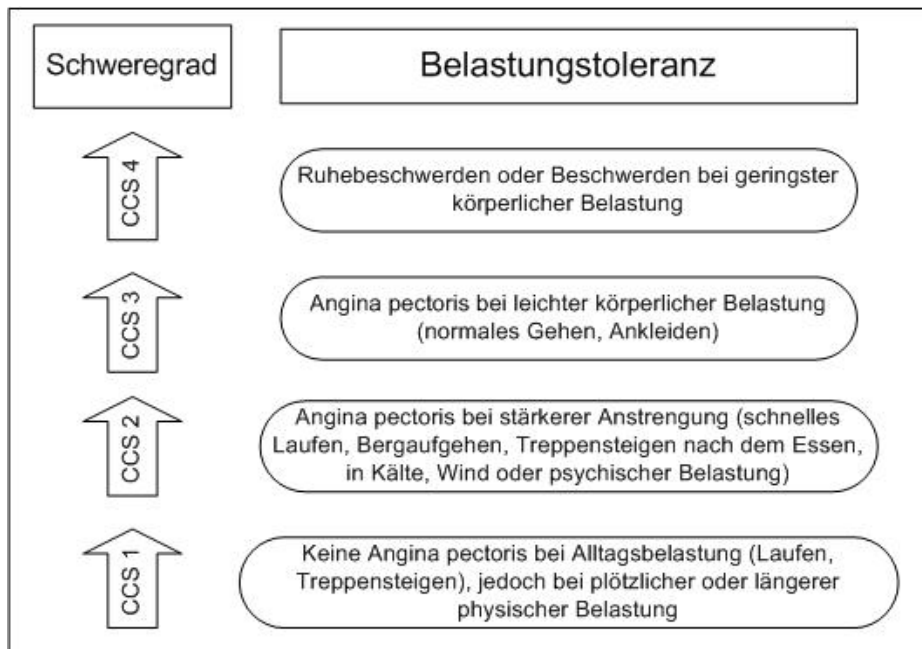 Schweregrad
Belastungstoleranz
CCS 4
Ruhebeschwerden oder Beschwerden bei geringster
körperlicher Belastung
CCS 3
Angina pectoris bei leichter körperlicher Belastung
(normales Gehen, Ankleiden)
CCS 2
Angina pectoris bei stärkerer Anstrengung (schnelles
Laufen, Bergaufgehen, Treppensteigen nach dem Essen,
in Kälte, Wind oder psychischer Belastung)
CCS 1
Keine Angina pectoris bei Alltagsbelastung (Laufen,
Treppensteigen), jedoch bei plötzlicher oder längerer
physischer Belastung